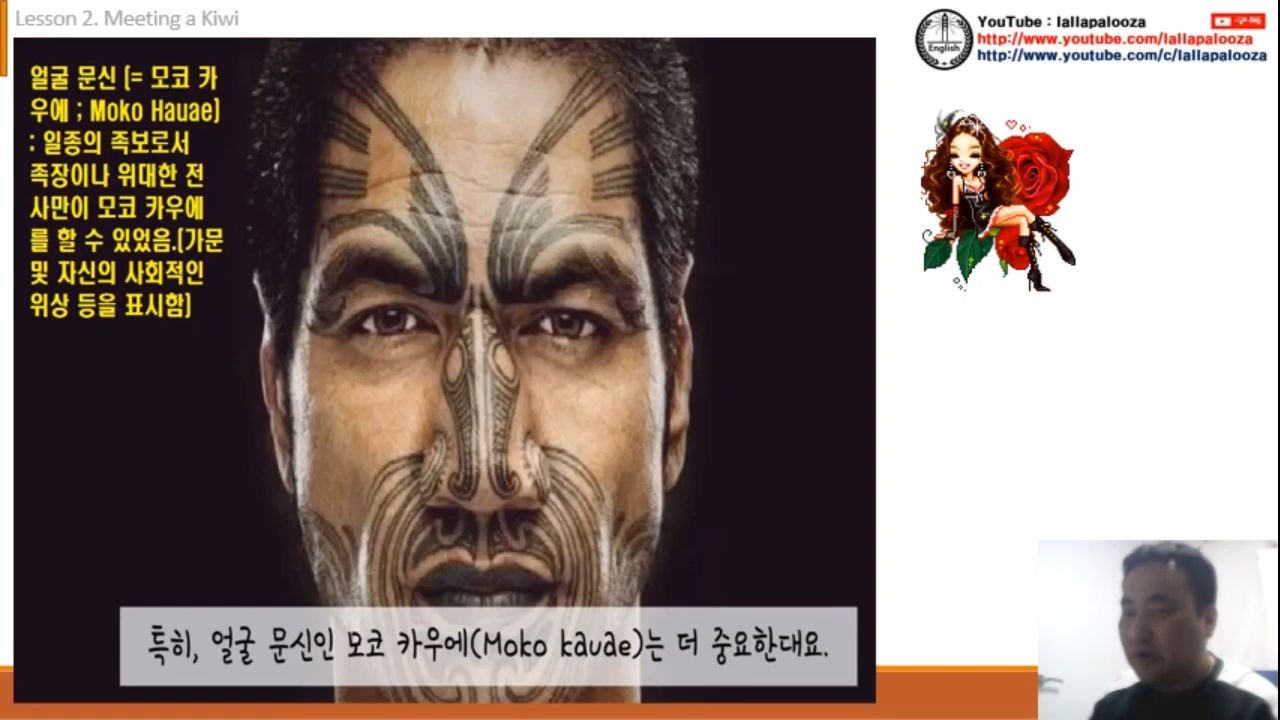 Lesson 2. Meeting a Kiwi
얼굴 문신 (= 모코 카
우에 ; Moko Hauae)
: 일종의 족보로서
족장이나 위대한 전
사만이 모코 카우에
를 할 수 있었음.(가문
및 자신의 사회적인
위상 등을 표시함)
특히, 얼굴 문신인 모코 카우에(Moko kauae)는 더 중요한대요.
YouTube : lallapalooza
구독
http://www.youtube.com/lallapalooza
http://www.youtube.com/c/lallapalooza
English